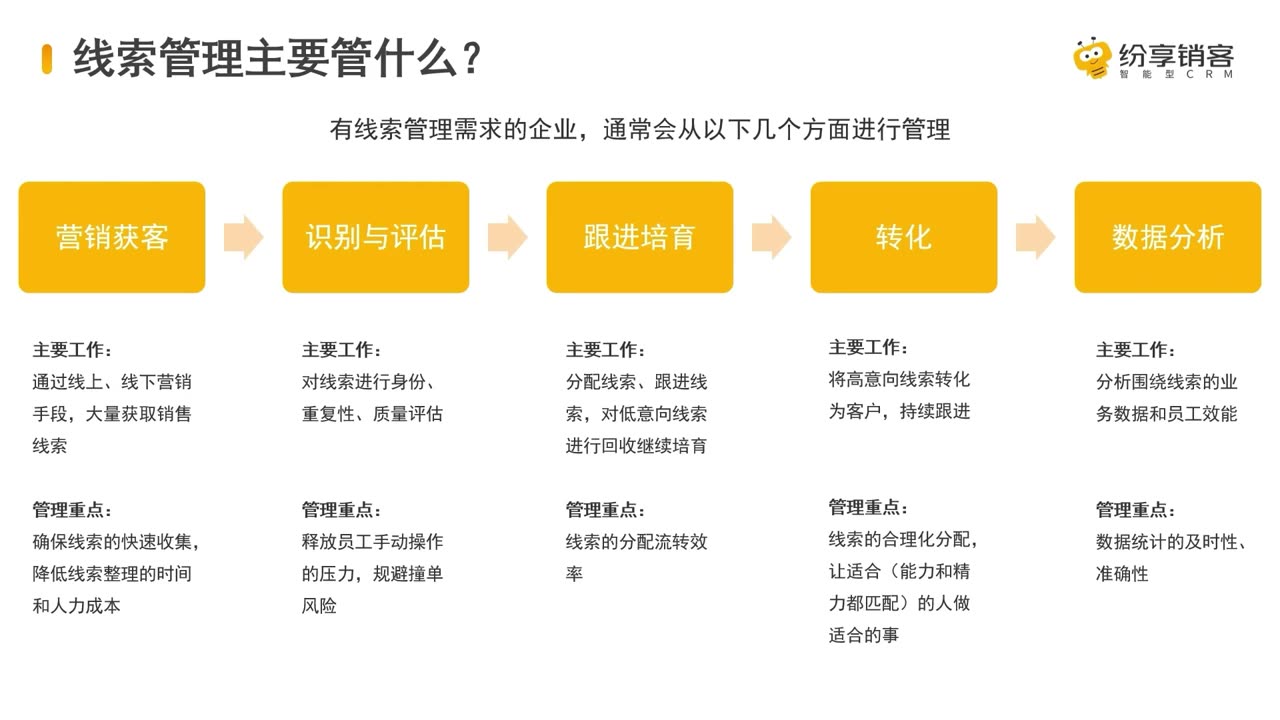 线索管理主要管什么？
纷享销客
智能型CRM
有线索管理需求的企业，通常会从以下几个方面进行管理
营销获客
识别与评估
跟进培育
转化
数据分析
主要工作：
通过线上、线下营销
手段，大量获取销售
线索
管理重点：
确保线索的快速收集，
降低线索整理的时间
和人力成本
主要工作：
对线索进行身份、
重复性、质量评估
管理重点：
释放员工手动操作
的压力，规避撞单
风险
主要工作：
分配线索、跟进线
索，对低意向线索
进行回收继续培育
管理重点：
线索的分配流转效
率
主要工作：
将高意向线索转化
为客户，持续跟进
管理重点：
线索的合理化分配，
让适合（能力和精
力都匹配）的人做
适合的事
主要工作：
分析围绕线索的业
务数据和员工效能
管理重点：
数据统计的及时性、
准确性